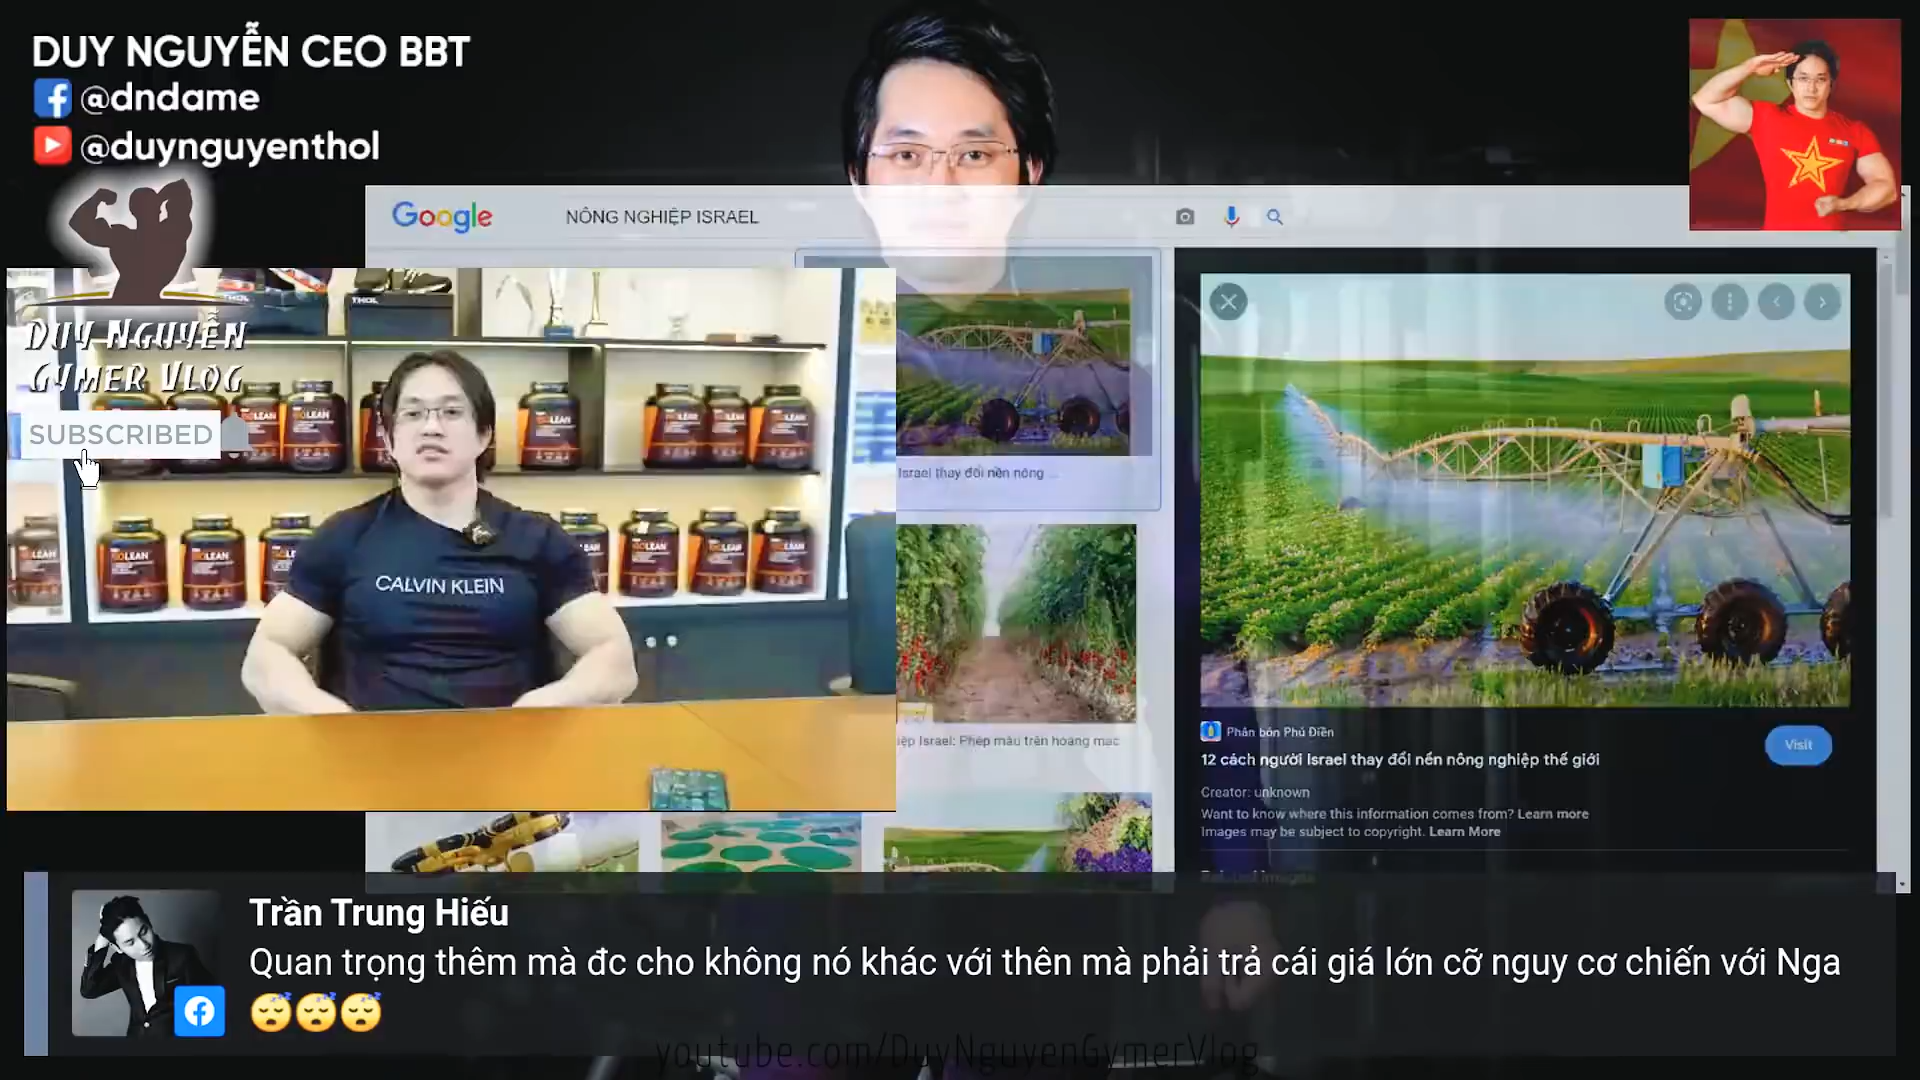 DUY NGUYỄN CEO BBT
@dndame
@duynguyenthol
Google
NÔNG NGHIỆP ISRAEL
DUY NGUYỄN
GYMER VLOG
SUBSCRIBED
THOL
CALVIN KLEIN
Israel thay đổi nền nông ...
iệp Israel: Phép màu trên hoang mạc
Phân bón Phú Điền
Visit
12 cách người Israel thay đổi nền nông nghiệp thế giới
Creator: unknown
Want to know where this information comes from? Learn more
Images may be subject to copyright. Learn More
Related images
Trần Trung Hiếu
Quan trọng thêm mà đc cho không nó khác với thên mà phải trả cái giá lớn cỡ nguy cơ chiến với Nga
😴😴😴
youtube.com/DuyNguyenGymerVlog